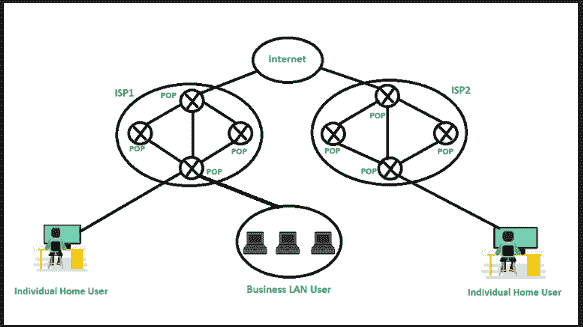 Internet
ISP1
ISP2
POP
POP
POP
POP
POP
POP
POP
POP
Individual Home User
Business LAN User
Individual Home User